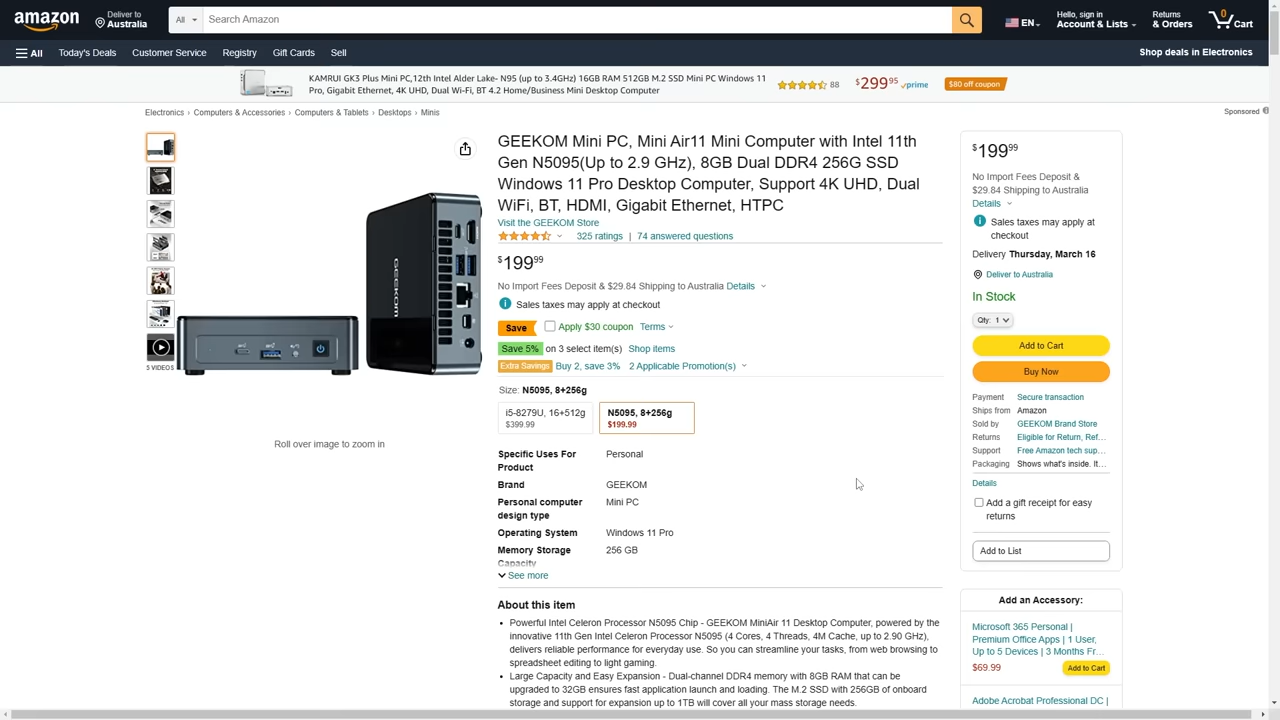 amazon
Deliver to
Australia
All
Search Amazon
EN
Hello, sign in
Account & Lists
Returns
& Orders
0
Cart
All
Today's Deals
Customer Service
Registry
Gift Cards
Sell
Shop deals in Electronics
KAMRUI GK3 Plus Mini PC,12th Intel Alder Lake- N95 (up to 3.4GHz) 16GB RAM 512GB M.2 SSD Mini PC Windows 11
Pro, Gigabit Ethernet, 4K UHD, Dual Wi-Fi, BT 4.2 Home/Business Mini Desktop Computer
88
$299.95
prime
$80 off coupon
Electronics › Computers & Accessories › Computers & Tablets › Desktops › Minis
Sponsored
GEEKOM Mini PC, Mini Air11 Mini Computer with Intel 11th
Gen N5095(Up to 2.9 GHz), 8GB Dual DDR4 256G SSD
Windows 11 Pro Desktop Computer, Support 4K UHD, Dual
WiFi, BT, HDMI, Gigabit Ethernet, HTPC
Visit the GEEKOM Store
325 ratings | 74 answered questions
$199 99
No Import Fees Deposit & $29.84 Shipping to Australia Details
Sales taxes may apply at checkout
Save
Apply $30 coupon
Terms
Save 5% on 3 select item(s) Shop items
Extra Savings Buy 2, save 3% 2 Applicable Promotion(s)
Size: N5095, 8+256g
i5-8279U, 16+512g
$399.99
N5095, 8+256g
$199.99
Specific Uses For
Product
Personal
Brand
GEEKOM
Personal computer
design type
Mini PC
Operating System
Windows 11 Pro
Memory Storage
Capacity
256 GB
See more
About this item
Powerful Intel Celeron Processor N5095 Chip - GEEKOM MiniAir 11 Desktop Computer, powered by the
innovative 11th Gen Intel Celeron Processor N5095 (4 Cores, 4 Threads, 4M Cache, up to 2.90 GHz),
delivers reliable performance for everyday use. So you can streamline your tasks, from web browsing to
spreadsheet editing to light gaming.
Large Capacity and Easy Expansion - Dual-channel DDR4 memory with 8GB RAM that can be
upgraded to 32GB ensures fast application launch and loading. The M.2 SSD with 256GB of onboard
storage and support for expansion up to 1TB will cover all your mass storage needs.
5 VIDEOS
GEEKOM
Roll over image to zoom in
$199 99
No Import Fees Deposit &
$29.84 Shipping to Australia
Details
Sales taxes may apply at
checkout
Delivery Thursday, March 16
Deliver to Australia
In Stock
Qty: 1
Add to Cart
Buy Now
Payment Secure transaction
Ships from Amazon
Sold by GEEKOM Brand Store
Returns Eligible for Return, Ref…
Support Free Amazon tech sup…
Packaging Shows what's inside. It…
Details
Add a gift receipt for easy
returns
Add to List
Add an Accessory:
Microsoft 365 Personal |
Premium Office Apps | 1 User,
Up to 5 Devices | 3 Months Fr…
$69.99
Add to Cart
Adobe Acrobat Professional DC |